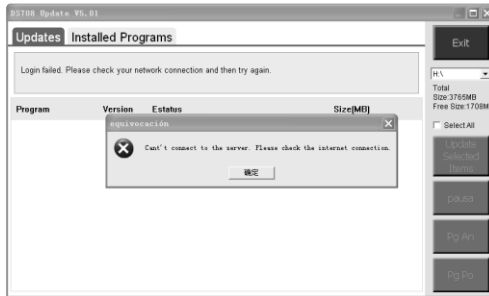 DS708 Update V5.01
Updates Installed Programs
Exit
Login failed. Please check your network connection and then try again.
H:\
Total
Size:3765MB
Free Size:1708M
Program Version Estatus Size[MB]
Select All
equivocación
Cant't connect to the server. Please check the internet connection.
确定
Update
Selected
Items
pausa
Pg An
Pg Po